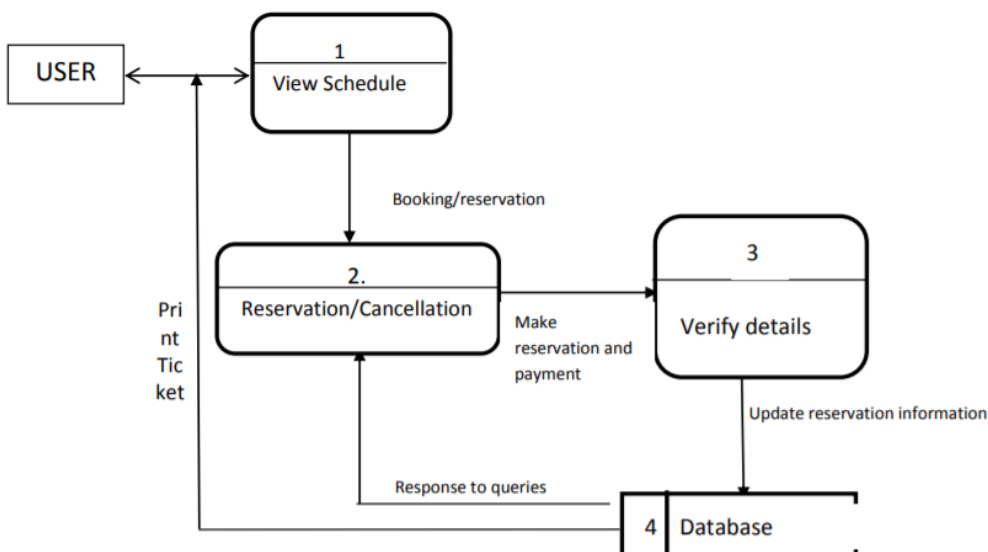 1
USER
View Schedule
Booking/reservation
2.
Reservation/Cancellation
3
Verify details
Make
reservation and
payment
Pri
nt
Tic
ket
Update reservation information
Response to queries
4 Database